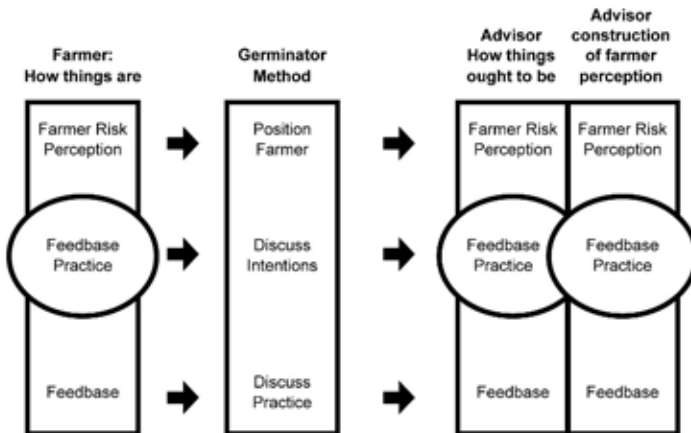 Farmer:
How things are
Germinator
Method
Advisor
How things
ought to be
Advisor
construction
of farmer
perception
Farmer Risk
Perception
Position
Farmer
Farmer Risk
Perception
Farmer Risk
Perception
Feedbase
Practice
Discuss
Intentions
Feedbase
Practice
Feedbase
Practice
Feedbase
Discuss
Practice
Feedbase
Feedbase